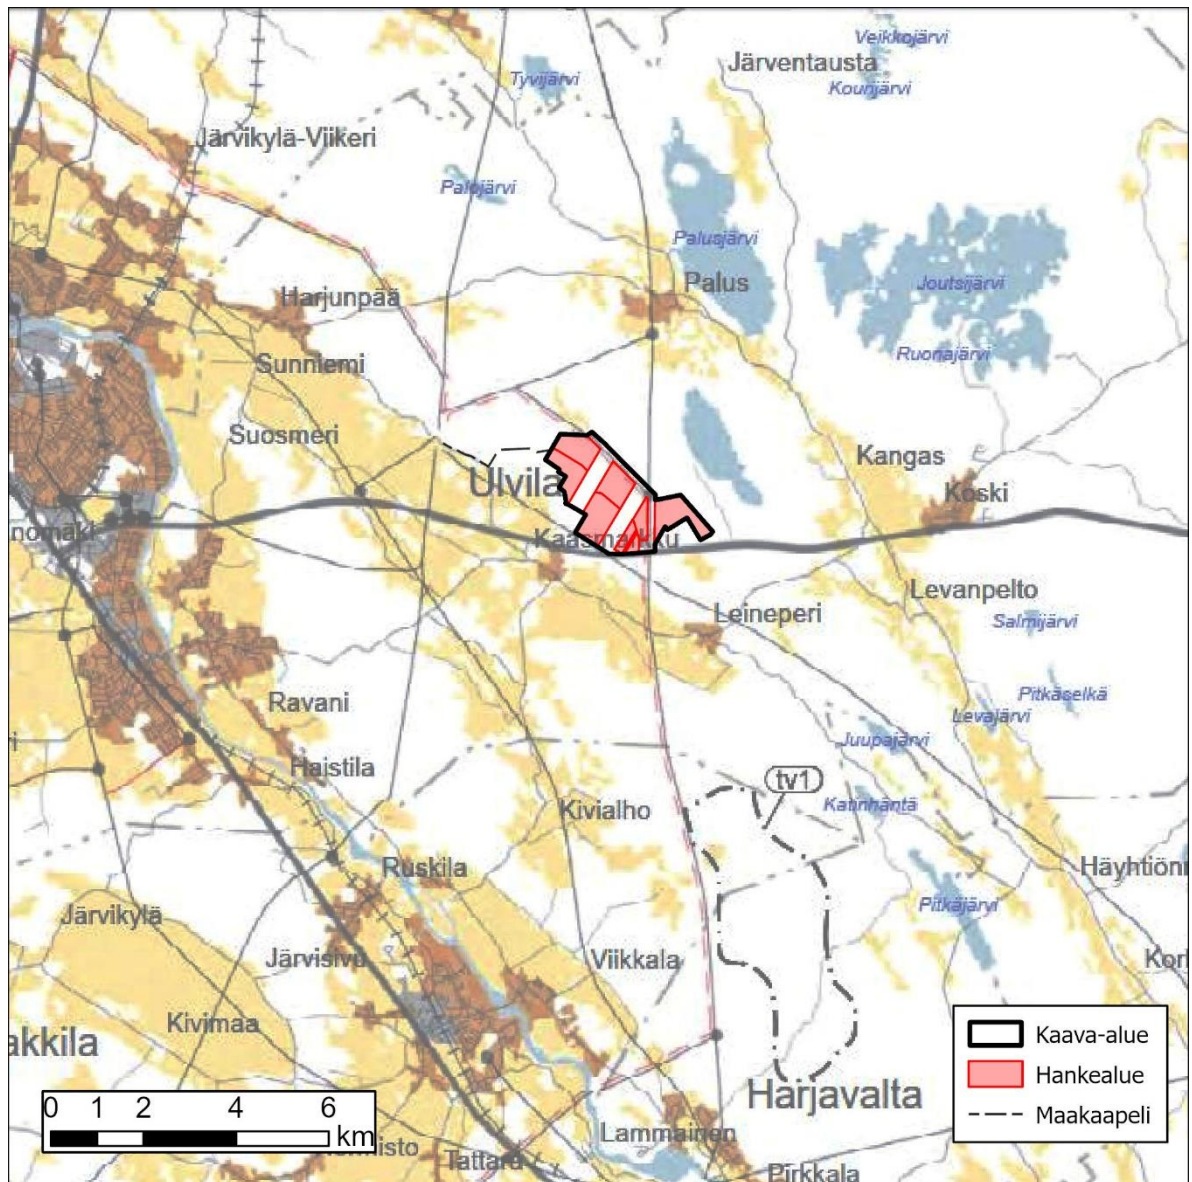 Veikkojärvi
Järventausta
Tyvijärvi
Kourijärvi
Järvikylä-Viikeri
Palojärvi
Palusjärvi
Palus
Joutsijärvi
Harjunpää
Ruonajärvi
Sunniemi
Suosmeri
Kangas
Ulvila
Koski
nomäki
Kaasmarkku
Levanpelto
Leineperi
Salmijärvi
Ravani
Pitkäselkä
Levajärvi
Juupajärvi
Haistila
tv1
Kivialho
Katinhäntä
Ruskila
Häyhtiönm
Pitkäjärvi
Järvikylä
Järvisivu
Viikkala
Kivimaa
akkila
Harjavalta
Lammainen
Tattara
Pirkkala
Kaava-alue
Hankealue
Maakaapeli
0 1 2 4 6
km